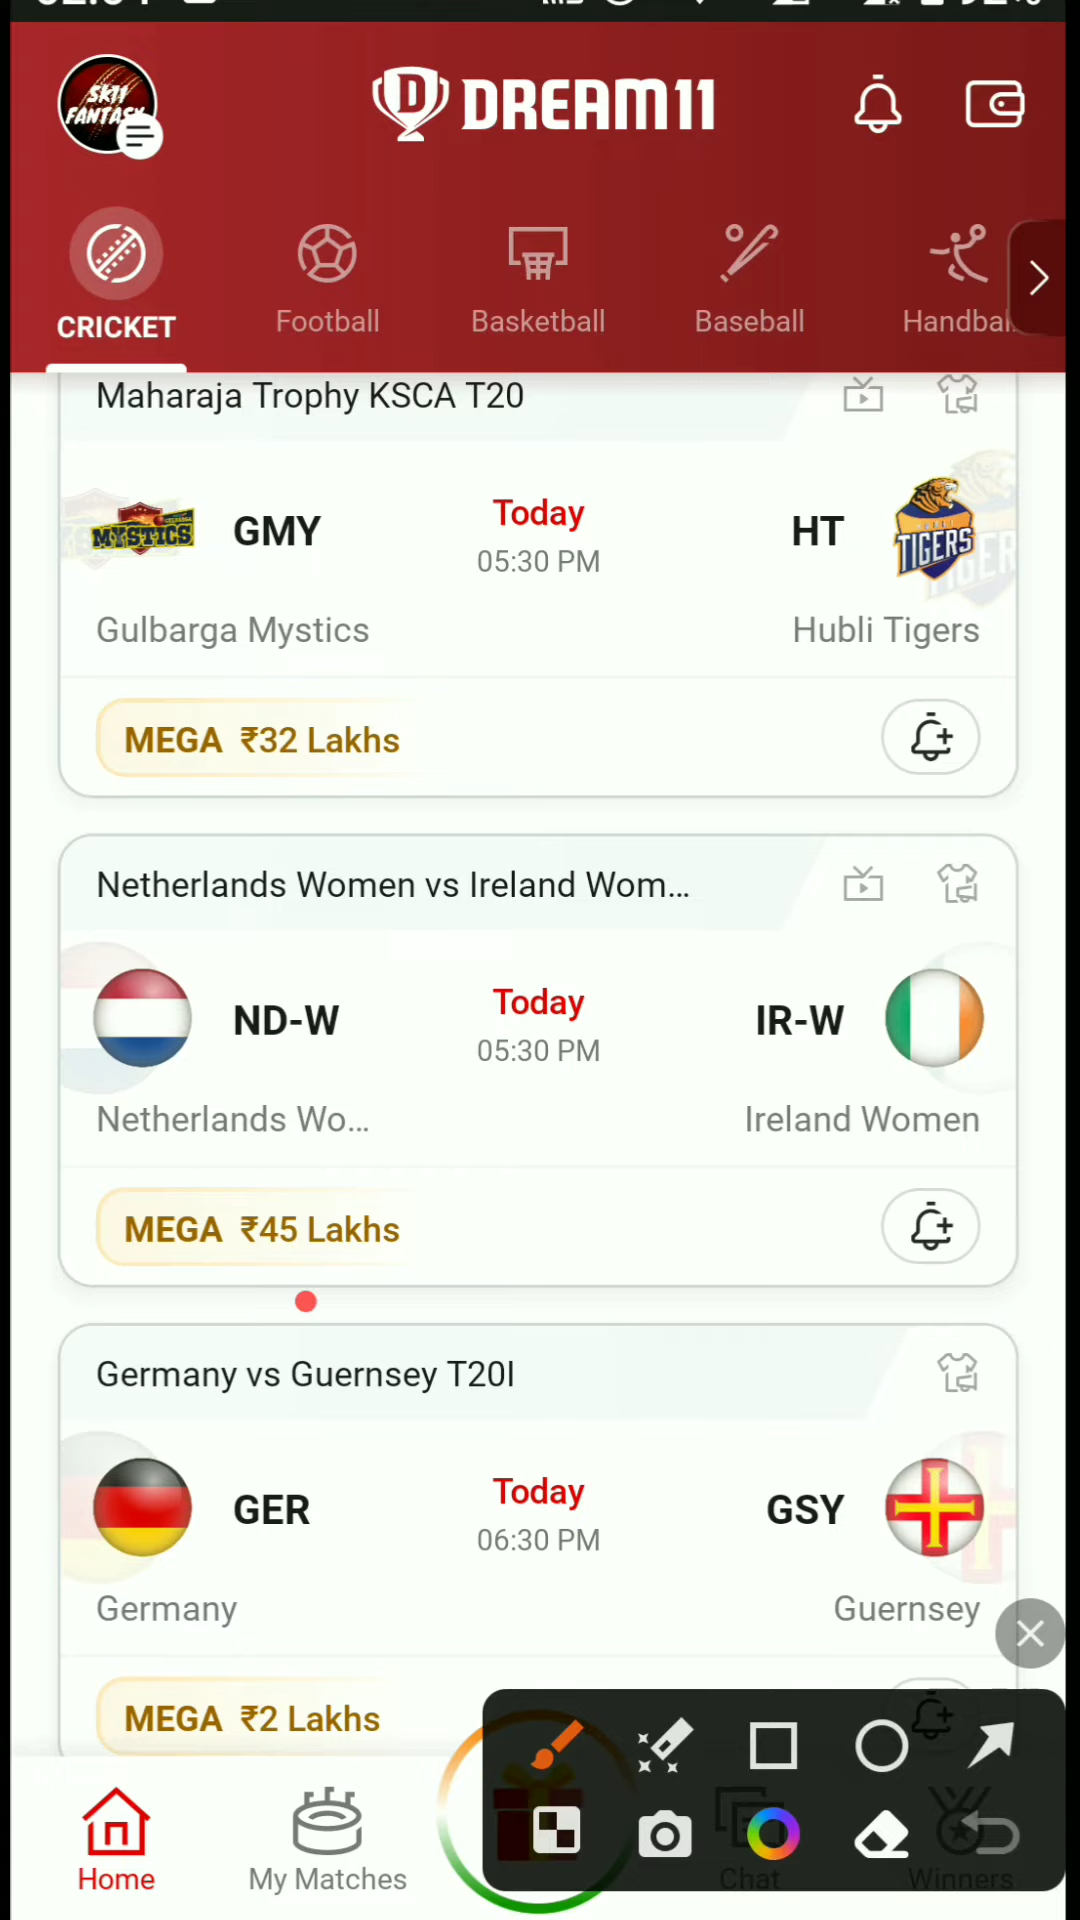 SK11
FANTASY
DREAM11
CRICKET
Football
Basketball
Baseball
Handbal
Maharaja Trophy KSCA T20
MYSTICS
GMY
Today
05:30 PM
HT
TIGERS
Gulbarga Mystics
Hubli Tigers
MEGA ₹32 Lakhs
Netherlands Women vs Ireland Wom...
ND-W
Today
05:30 PM
IR-W
Netherlands Wo...
Ireland Women
MEGA ₹45 Lakhs
Germany vs Guernsey T20I
GER
Today
06:30 PM
GSY
Germany
Guernsey
MEGA ₹2 Lakhs
Home
My Matches
Chat
Winners